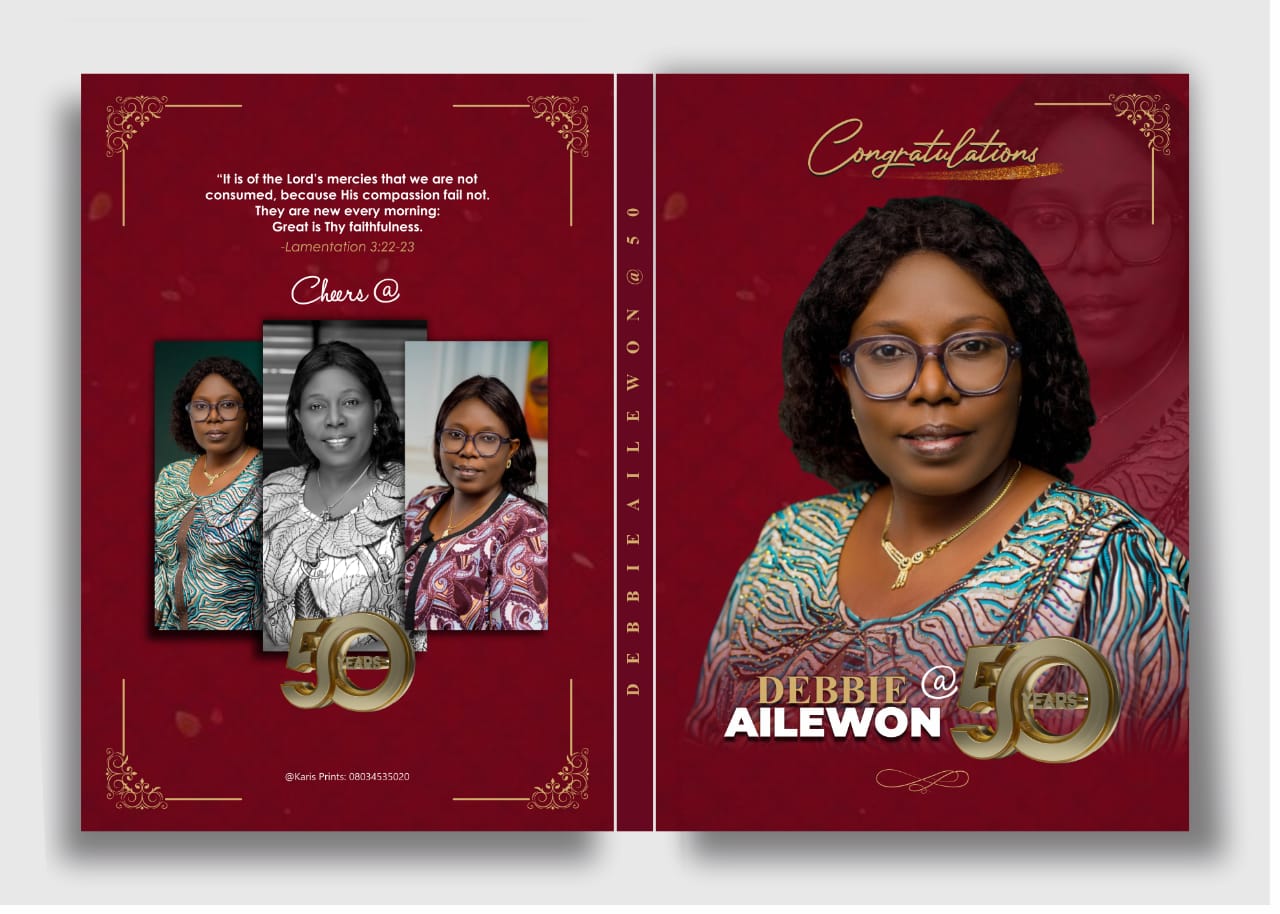 “It is of the Lord’s mercies that we are not
consumed, because His compassion fail not.
They are new every morning:
Great is Thy faithfulness.
-Lamentation 3:22-23
Cheers @
50
YEARS
@Karis Prints: 08034535020
DEBBIE AILEWON @ 50
Congratulations
DEBBIE @
AILEWON
50
YEARS